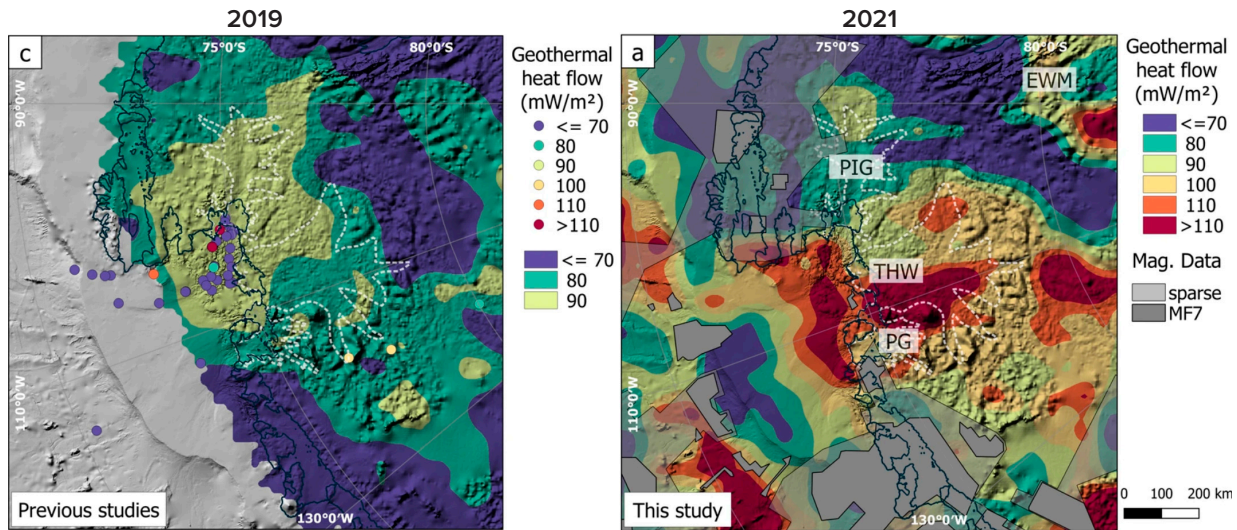 2019
2021
c
75°0'S
80°0'S
90°0'W
110°0'W
130°0'W
Previous studies
Geothermal
heat flow
(mW/m²)
<= 70
80
90
100
110
>110
<= 70
80
90
a
75°0'S
80°0'S
EWM
90°0'W
PIG
THW
PG
110°0'W
130°0'W
This study
Geothermal
heat flow
(mW/m²)
<=70
80
90
100
110
>110
Mag. Data
sparse
MF7
0 100 200 km